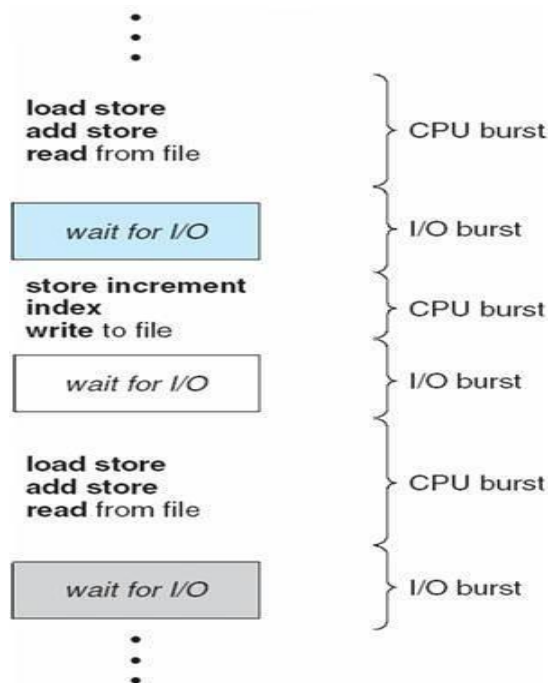 load store
add store
read from file
CPU burst
wait for I/O
I/O burst
store increment
index
write to file
CPU burst
wait for I/O
I/O burst
load store
add store
read from file
CPU burst
wait for I/O
I/O burst